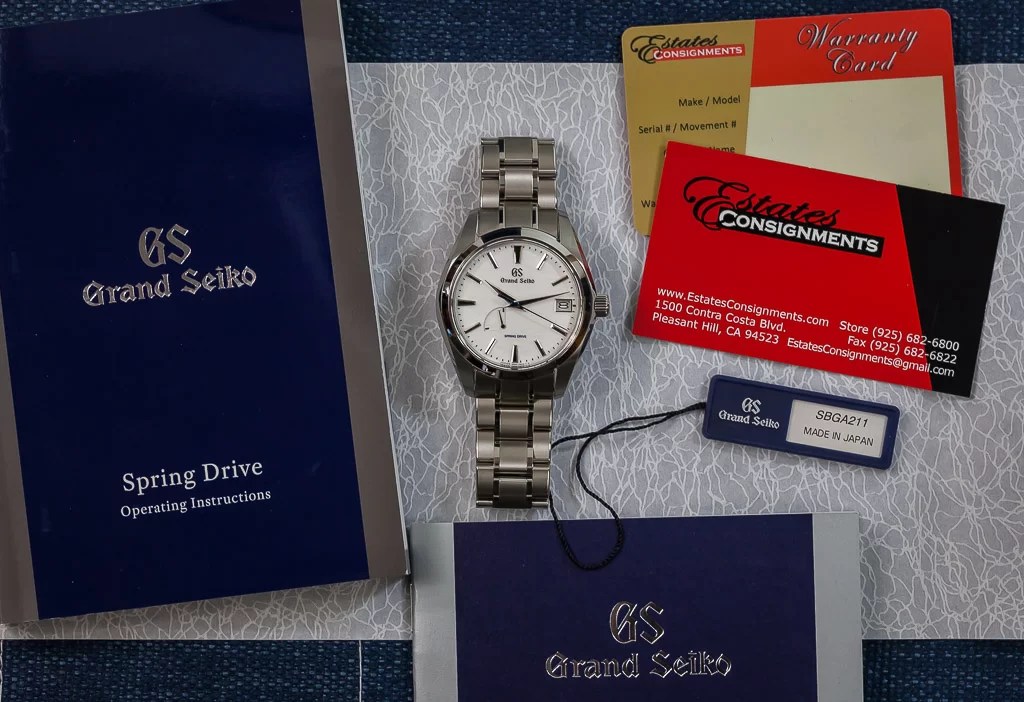 GS
Grand Seiko
Spring Drive
Operating Instructions
GS
Grand Seiko
SPRING DRIVE
Estates
CONSIGNMENTS
Warranty
Card
Make / Model
Serial # / Movement #
Estates
CONSIGNMENTS
www.EstatesConsignments.com
1500 Contra Costa Blvd.
Pleasant Hill, CA 94523
Store (925) 682-6800
Fax (925) 682-6822
EstatesConsignments@gmail.com
GS
Grand Seiko
SBGA211
MADE IN JAPAN
GS
Grand Seiko